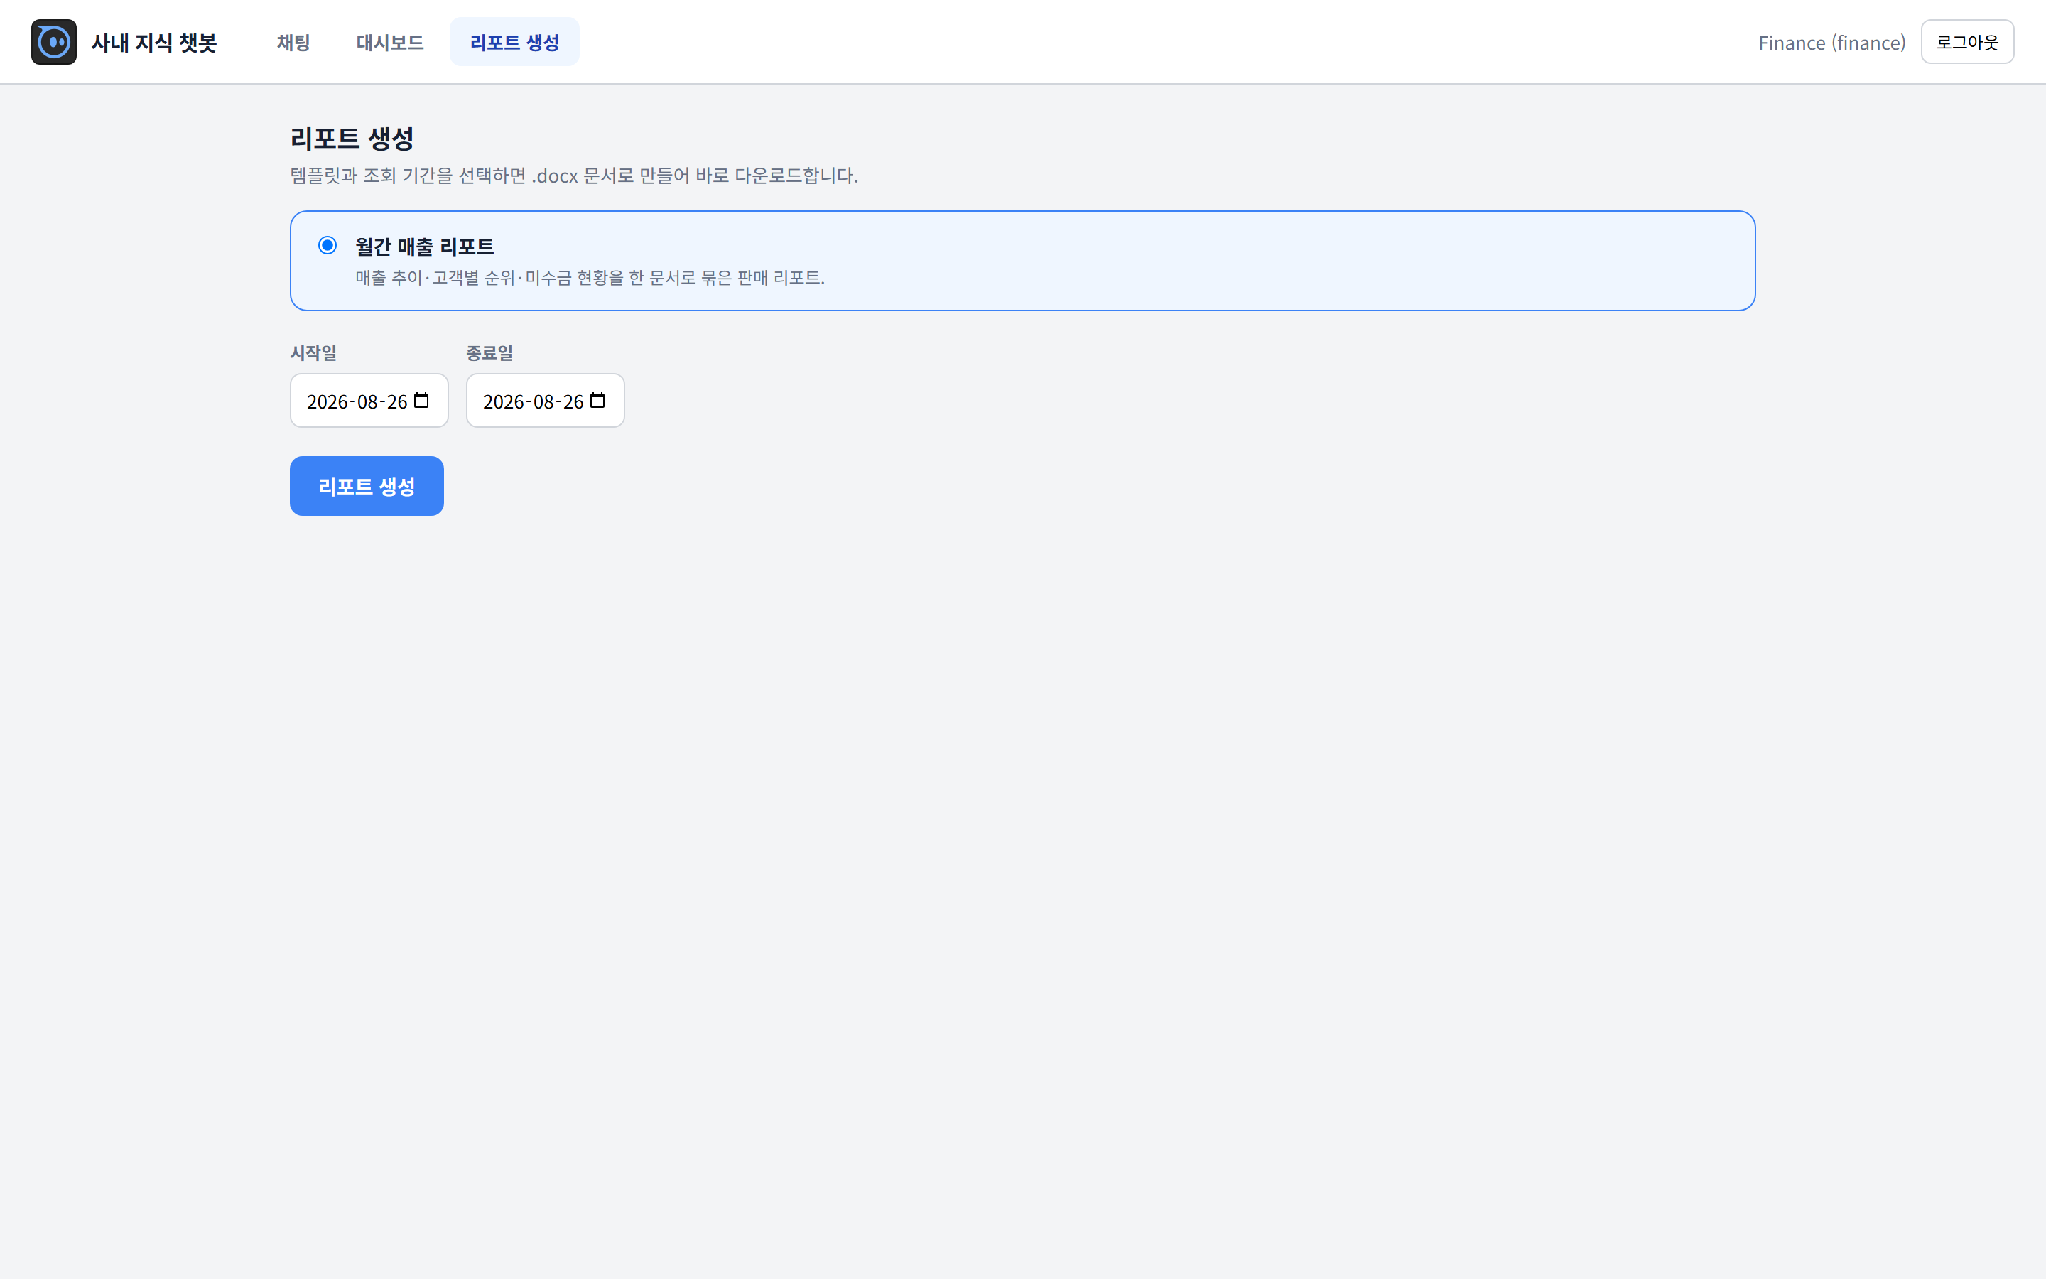 사내 지식 챗봇
채팅
대시보드
리포트 생성
Finance (finance)
로그아웃
리포트 생성
템플릿과 조회 기간을 선택하면 .docx 문서로 만들어 바로 다운로드합니다.
월간 매출 리포트
매출 추이·고객별 순위·미수금 현황을 한 문서로 묶은 판매 리포트.
시작일
종료일
2026-08-26
2026-08-26
리포트 생성